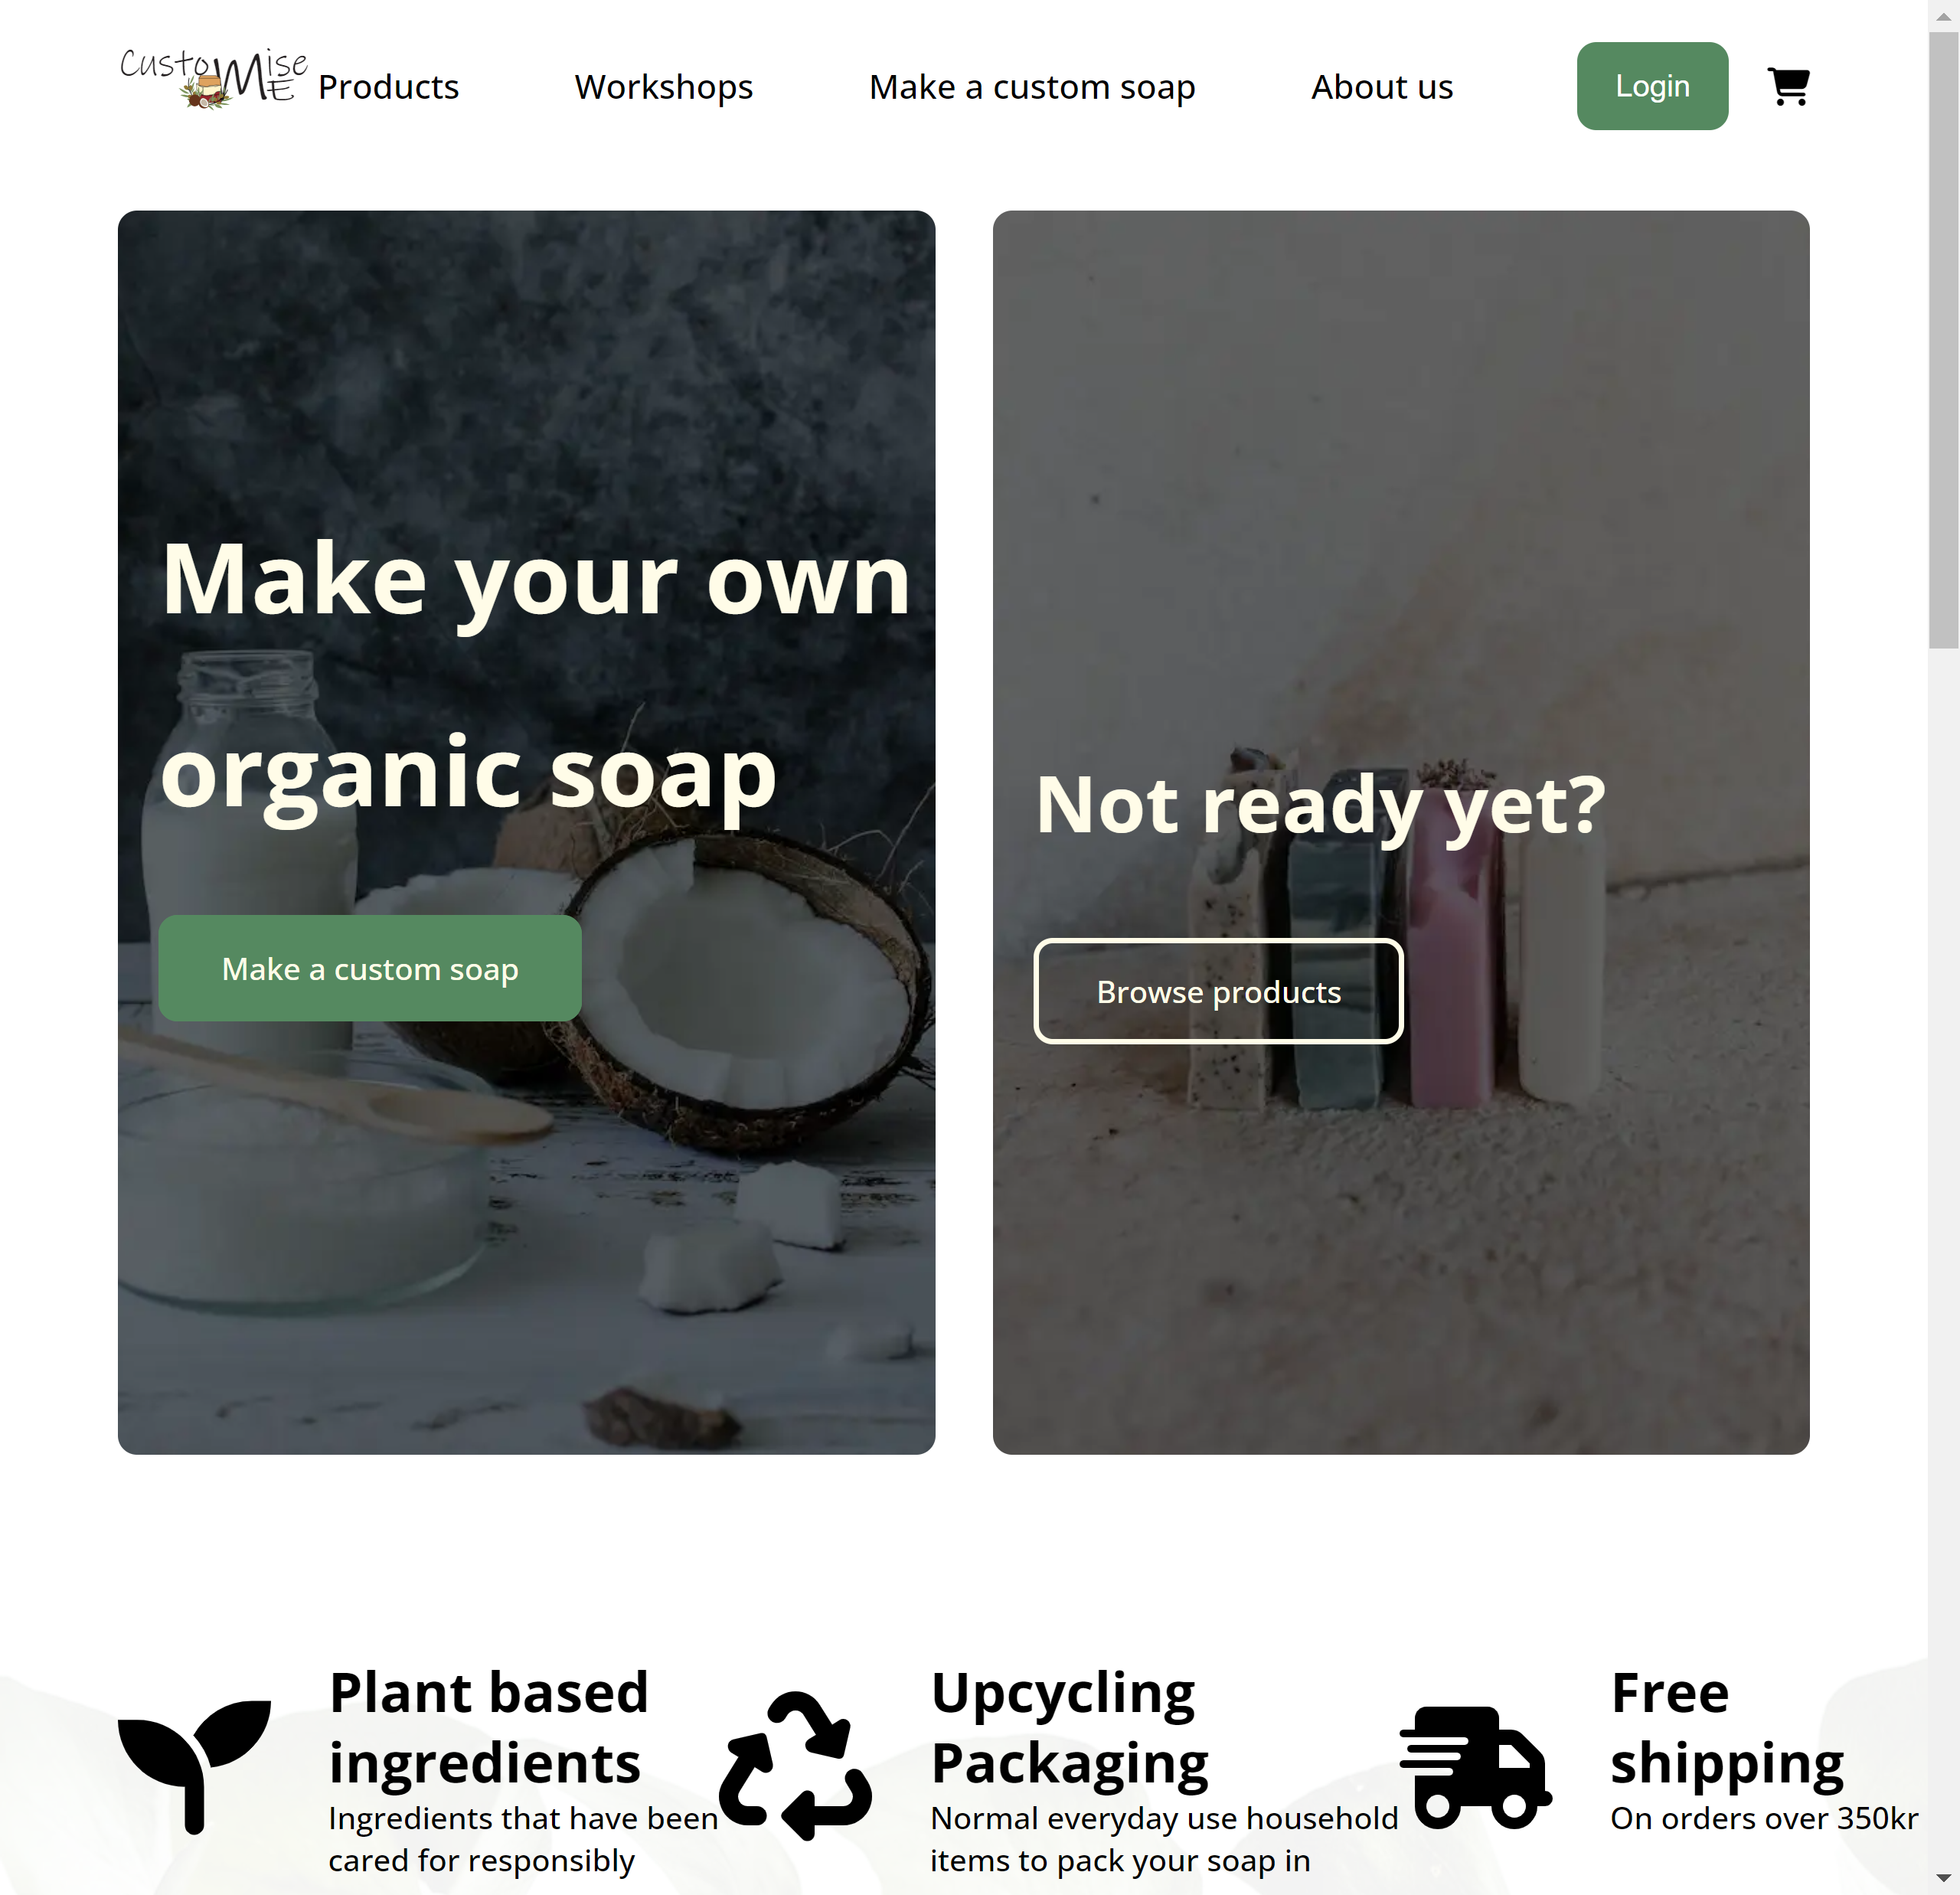 CustoMise
ME
Products
Workshops
Make a custom soap
About us
Login
Make your own
organic soap
Make a custom soap
Not ready yet?
Browse products
Plant based
ingredients
Ingredients that have been
cared for responsibly
Upcycling
Packaging
Normal everyday use household
items to pack your soap in
Free
shipping
On orders over 350kr